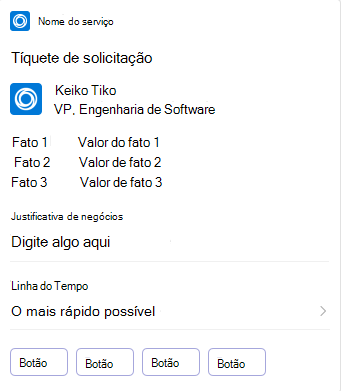 Nome do serviço
Tíquete de solicitação
Keiko Tiko
VP, Engenharia de Software
Fato 1 Valor do fato 1
Fato 2 Valor de fato 2
Fato 3 Valor de fato 3
Justificativa de negócios
Digite algo aqui
Linha do Tempo
O mais rápido possível
Botão Botão Botão Botão